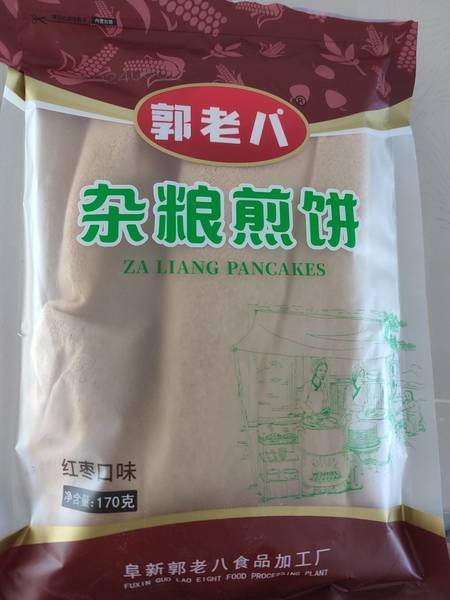 郭老八
®
杂粮煎饼
ZA LIANG PANCAKES
红枣口味
净含量:170克
阜新郭老八食品加工厂
FUXIN GUO LAO EIGHT FOOD PROCESSING PLANT